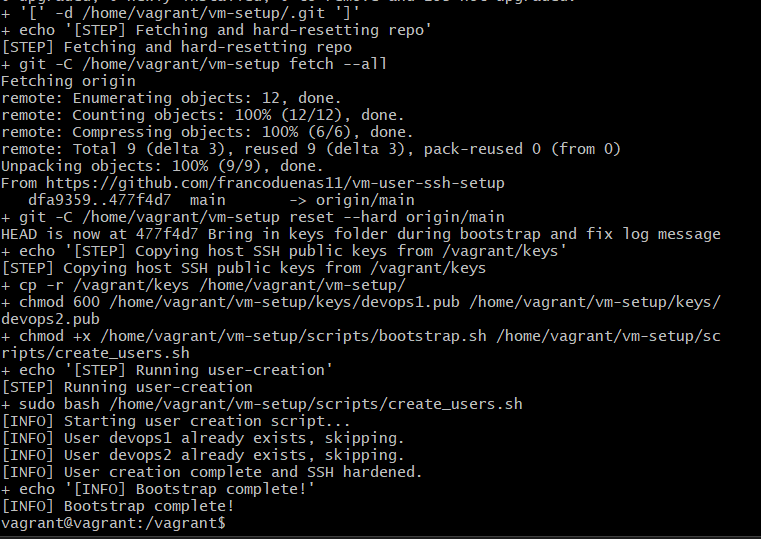 + '[' -d /home/vagrant/vm-setup/.git ']'
+ echo '[STEP] Fetching and hard-resetting repo'
[STEP] Fetching and hard-resetting repo
+ git -C /home/vagrant/vm-setup fetch --all
Fetching origin
remote: Enumerating objects: 12, done.
remote: Counting objects: 100% (12/12), done.
remote: Compressing objects: 100% (6/6), done.
remote: Total 9 (delta 3), reused 9 (delta 3), pack-reused 0 (from 0)
Unpacking objects: 100% (9/9), done.
From https://github.com/francoduenas11/vm-user-ssh-setup
   dfa9359..477f4d7  main       -> origin/main
+ git -C /home/vagrant/vm-setup reset --hard origin/main
HEAD is now at 477f4d7 Bring in keys folder during bootstrap and fix log message
+ echo '[STEP] Copying host SSH public keys from /vagrant/keys'
[STEP] Copying host SSH public keys from /vagrant/keys
+ cp -r /vagrant/keys /home/vagrant/vm-setup/
+ chmod 600 /home/vagrant/vm-setup/keys/devops1.pub /home/vagrant/vm-setup/keys/
devops2.pub
+ chmod +x /home/vagrant/vm-setup/scripts/bootstrap.sh /home/vagrant/vm-setup/sc
ripts/create_users.sh
+ echo '[STEP] Running user-creation'
[STEP] Running user-creation
+ sudo bash /home/vagrant/vm-setup/scripts/create_users.sh
[INFO] Starting user creation script...
[INFO] User devops1 already exists, skipping.
[INFO] User devops2 already exists, skipping.
[INFO] User creation complete and SSH hardened.
+ echo '[INFO] Bootstrap complete!'
[INFO] Bootstrap complete!
vagrant@vagrant:/vagrant$